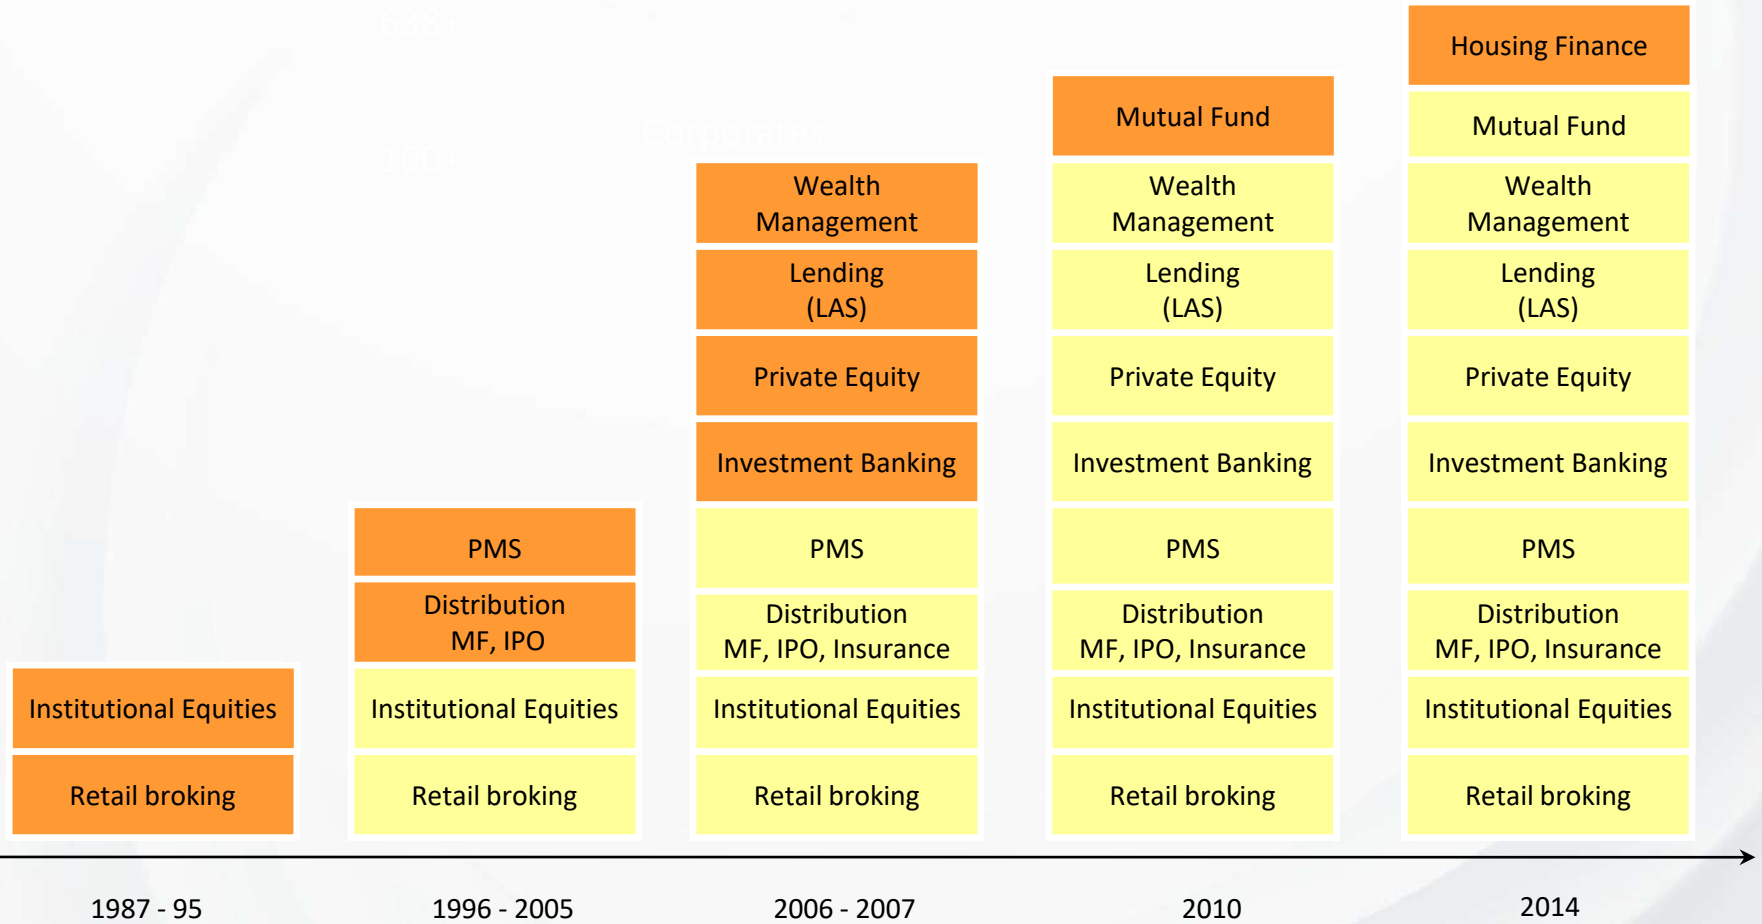 638+
Corporates
100+
Institutional Equities
Retail broking
1987 - 95
PMS
Distribution
MF, IPO
Institutional Equities
Retail broking
1996 - 2005
Wealth
Management
Lending
(LAS)
Private Equity
Investment Banking
PMS
Distribution
MF, IPO, Insurance
Institutional Equities
Retail broking
2006 - 2007
Mutual Fund
Wealth
Management
Lending
(LAS)
Private Equity
Investment Banking
PMS
Distribution
MF, IPO, Insurance
Institutional Equities
Retail broking
2010
Housing Finance
Mutual Fund
Wealth
Management
Lending
(LAS)
Private Equity
Investment Banking
PMS
Distribution
MF, IPO, Insurance
Institutional Equities
Retail broking
2014